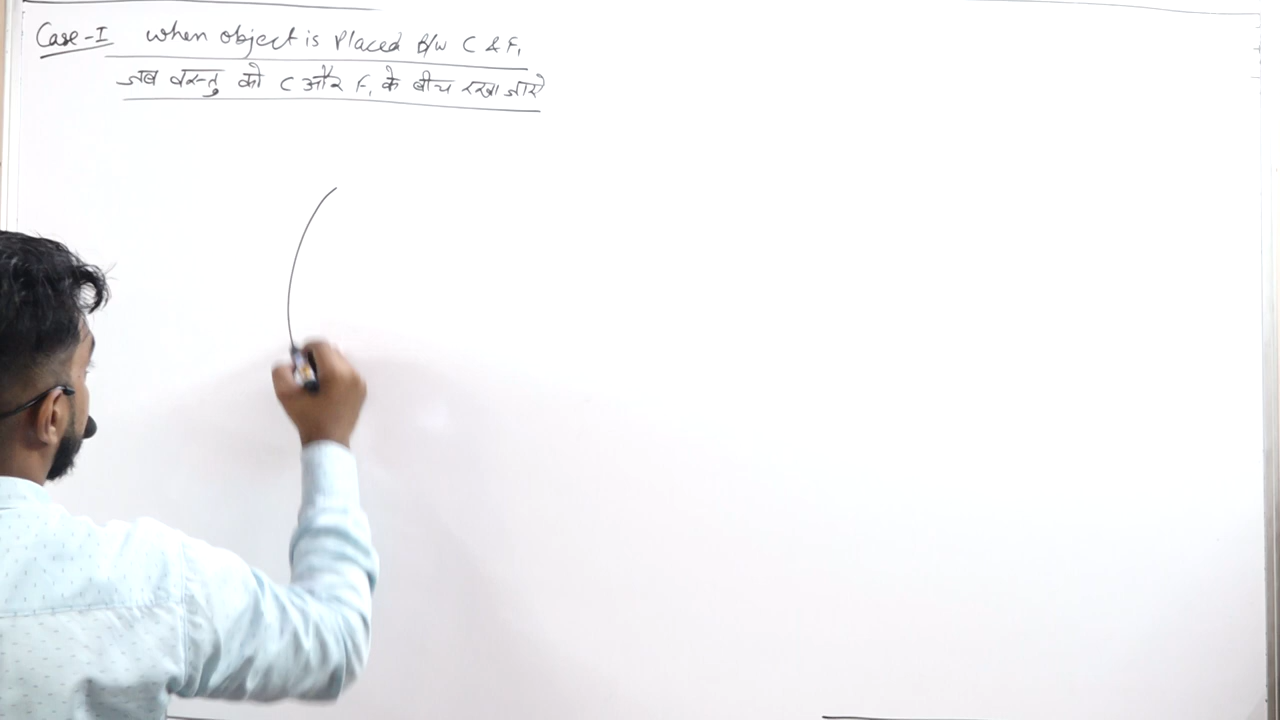 Case-I when object is Placed B/w C & F,
जब वस्तु को C और F, के बीच रखा जाये